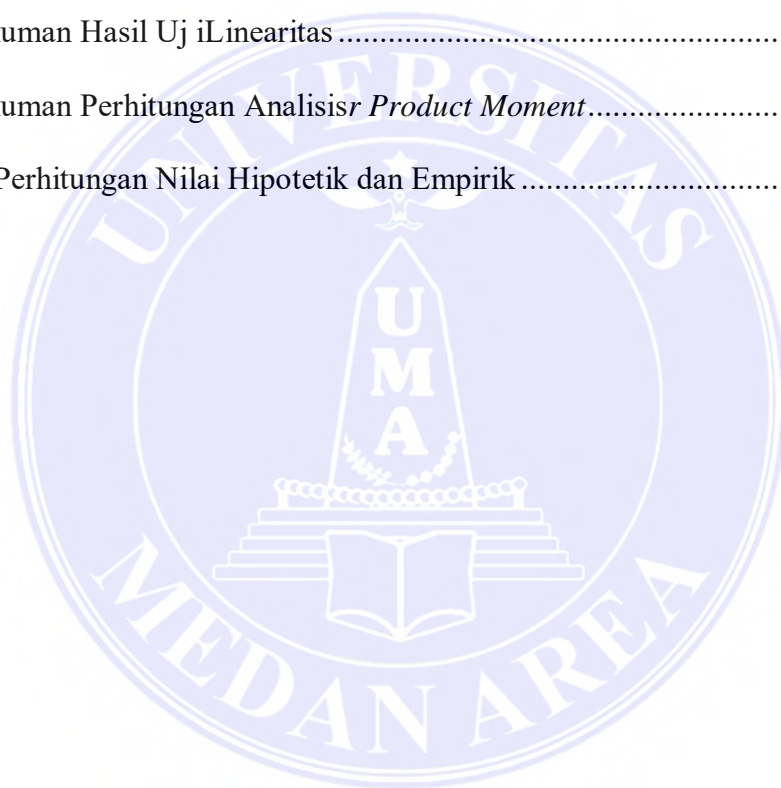 uman Hasil Uj iLinearitas ......................................................
uman Perhitungan Analisisr Product Moment.......................
Perhitungan Nilai Hipotetik dan Empirik ...............................
UNIVERSITAS
UMA
MEDAN AREA